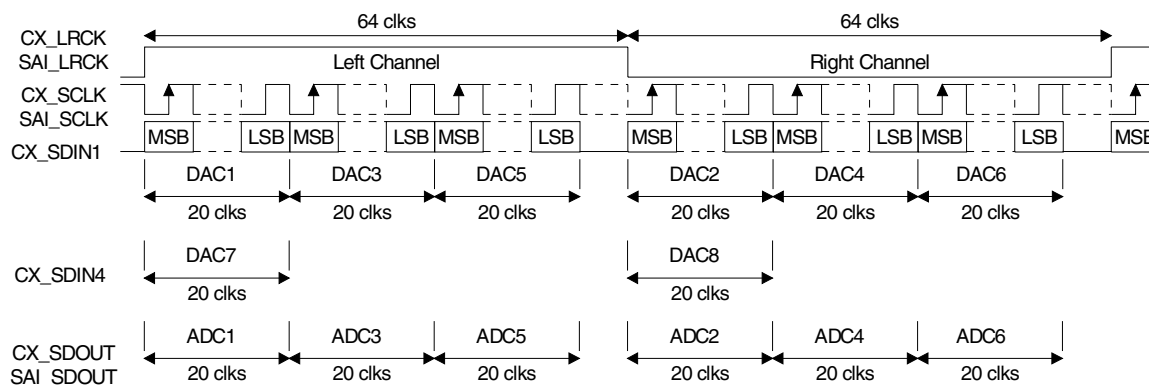 64 clks 64 clks
CX_LRCK
SAI_LRCK
Left Channel Right Channel
CX_SCLK
SAI_SCLK
MSB LSB MSB LSB MSB LSB MSB LSB MSB LSB MSB LSB MSB
CX_SDIN1
DAC1 DAC3 DAC5 DAC2 DAC4 DAC6
20 clks 20 clks 20 clks 20 clks 20 clks 20 clks
DAC7 DAC8
CX_SDIN4
20 clks 20 clks
ADC1 ADC3 ADC5 ADC2 ADC4 ADC6
CX_SDOUT
SAI_SDOUT
20 clks 20 clks 20 clks 20 clks 20 clks 20 clks